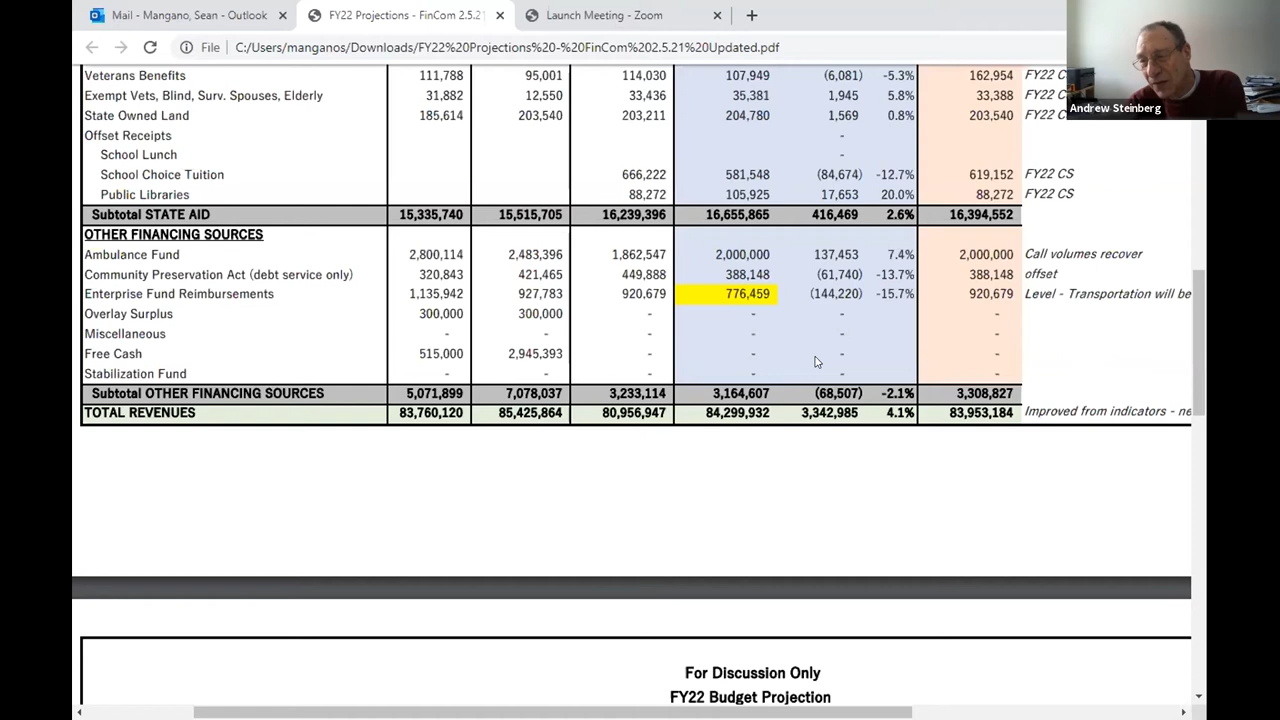 Mail - Mangano, Sean - Outlook × FY22 Projections - FinCom 2.5.21 × Launch Meeting - Zoom × +
File C:/Users/manganos/Downloads/FY22%20Projections%20-%20FinCom%202.5.21%20Updated.pdf
Andrew Steinberg
Veterans Benefits 111,788 95,001 114,030 107,949 (6,081) -5.3% 162,954 FY22 C
Exempt Vets, Blind, Surv. Spouses, Elderly 31,882 12,550 33,436 35,381 1,945 5.8% 33,388 FY22 C
State Owned Land 185,614 203,540 203,211 204,780 1,569 0.8% 203,540 FY22 C
Offset Receipts -
School Lunch -
School Choice Tuition 666,222 581,548 (84,674) -12.7% 619,152 FY22 CS
Public Libraries 88,272 105,925 17,653 20.0% 88,272 FY22 CS
Subtotal STATE AID 15,335,740 15,515,705 16,239,396 16,655,865 416,469 2.6% 16,394,552
OTHER FINANCING SOURCES
Ambulance Fund 2,800,114 2,483,396 1,862,547 2,000,000 137,453 7.4% 2,000,000 Call volumes recover
Community Preservation Act (debt service only) 320,843 421,465 449,888 388,148 (61,740) -13.7% 388,148 offset
Enterprise Fund Reimbursements 1,135,942 927,783 920,679 776,459 (144,220) -15.7% 920,679 Level - Transportation will be
Overlay Surplus 300,000 300,000 - - - -
Miscellaneous - - - - - -
Free Cash 515,000 2,945,393 - - - -
Stabilization Fund - - - - - -
Subtotal OTHER FINANCING SOURCES 5,071,899 7,078,037 3,233,114 3,164,607 (68,507) -2.1% 3,308,827
TOTAL REVENUES 83,760,120 85,425,864 80,956,947 84,299,932 3,342,985 4.1% 83,953,184 Improved from indicators - ne
For Discussion Only
FY22 Budget Projection